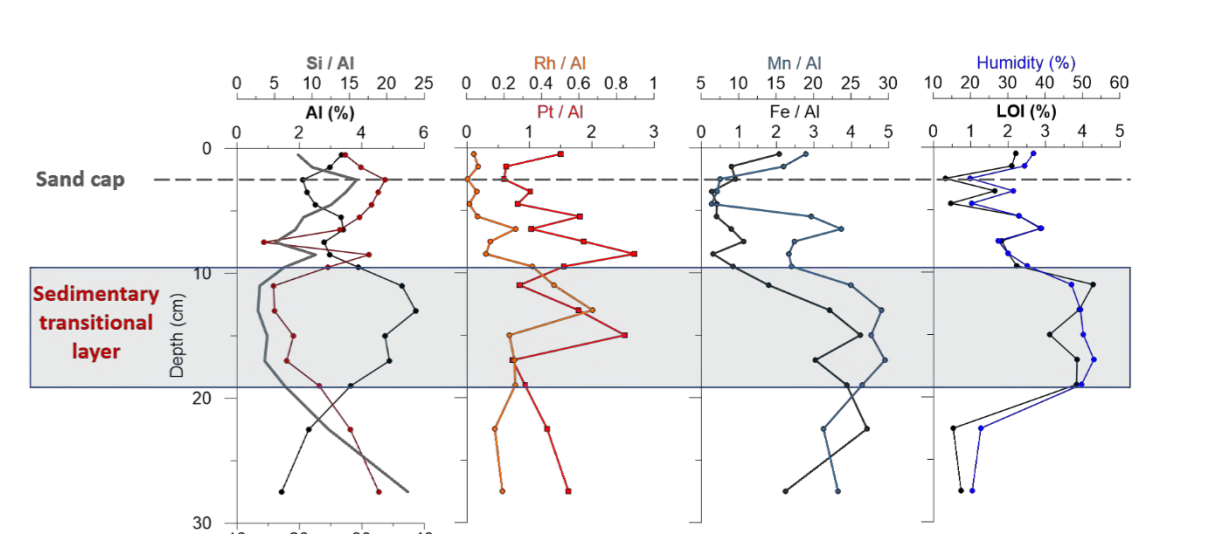 Si / Al
Rh / Al
Mn / Al
Humidity (%)
0 5 10 15 20 25
0 0.2 0.4 0.6 0.8 1
5 10 15 20 25 30
10 20 30 40 50 60
Al (%)
Pt / Al
Fe / Al
LOI (%)
0 2 4 6
0 1 2 3
0 1 2 3 4 5
0 1 2 3 4 5
0
Sand cap
10
Sedimentary
transitional
layer
Depth (cm)
20
30